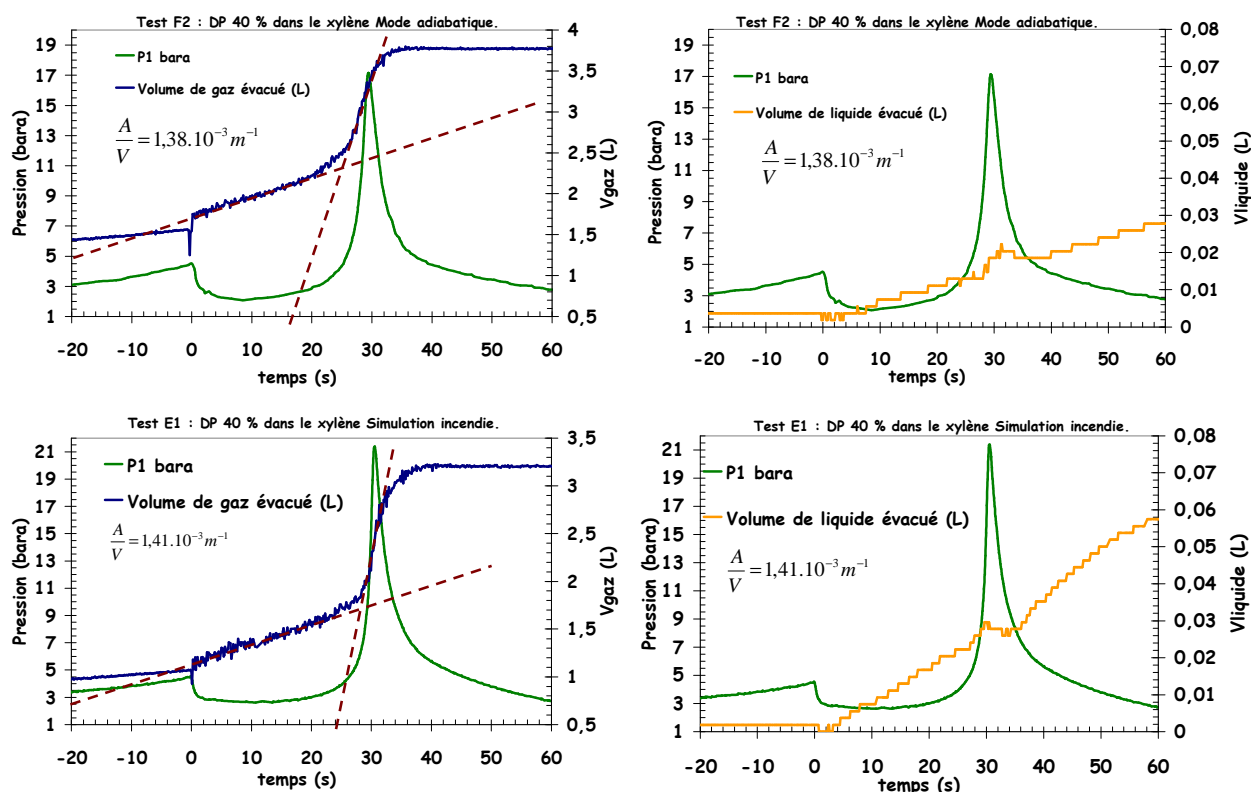 Test F2 : DP 40 % dans le xylène Mode adiabatique.
19
17
15
13
11
9
7
5
3
1
Pression (bara)
P1 bara
Volume de gaz évacué (L)
A/V = 1,38.10⁻³ m⁻¹
4
3,5
3
2,5
2
1,5
1
0,5
Vgaz (L)
-20 -10 0 10 20 30 40 50 60
temps (s)
Test F2 : DP 40 % dans le xylène Mode adiabatique.
19
17
15
13
11
9
7
5
3
1
Pression (bara)
P1 bara
Volume de liquide évacué (L)
A/V = 1,38.10⁻³ m⁻¹
0,08
0,07
0,06
0,05
0,04
0,03
0,02
0,01
0
Vliquide (L)
-20 -10 0 10 20 30 40 50 60
temps (s)
Test E1 : DP 40 % dans le xylène Simulation incendie.
21
19
17
15
13
11
9
7
5
3
1
Pression (bara)
P1 bara
Volume de gaz évacué (L)
A/V = 1,41.10⁻³ m⁻¹
3,5
3
2,5
2
1,5
1
0,5
Vgaz (L)
-20 -10 0 10 20 30 40 50 60
temps (s)
Test E1 : DP 40 % dans le xylène Simulation incendie.
21
19
17
15
13
11
9
7
5
3
1
Pression (bara)
P1 bara
Volume de liquide évacué (L)
A/V = 1,41.10⁻³ m⁻¹
0,08
0,07
0,06
0,05
0,04
0,03
0,02
0,01
0
Vliquide (L)
-20 -10 0 10 20 30 40 50 60
temps (s)